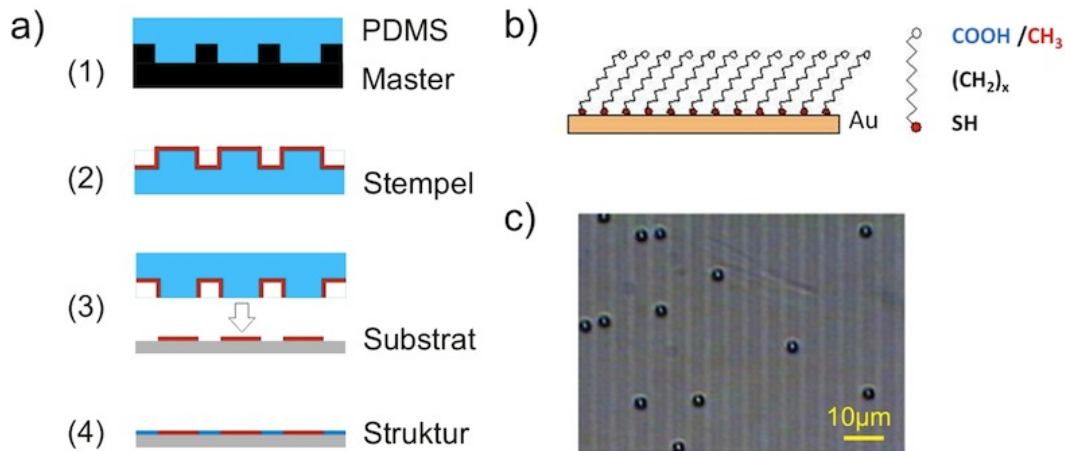 a)
PDMS
(1)
Master
(2)
Stempel
(3)
Substrat
(4)
Struktur
b)
COOH /CH₃
(CH₂)ₓ
Au
SH
c)
10µm